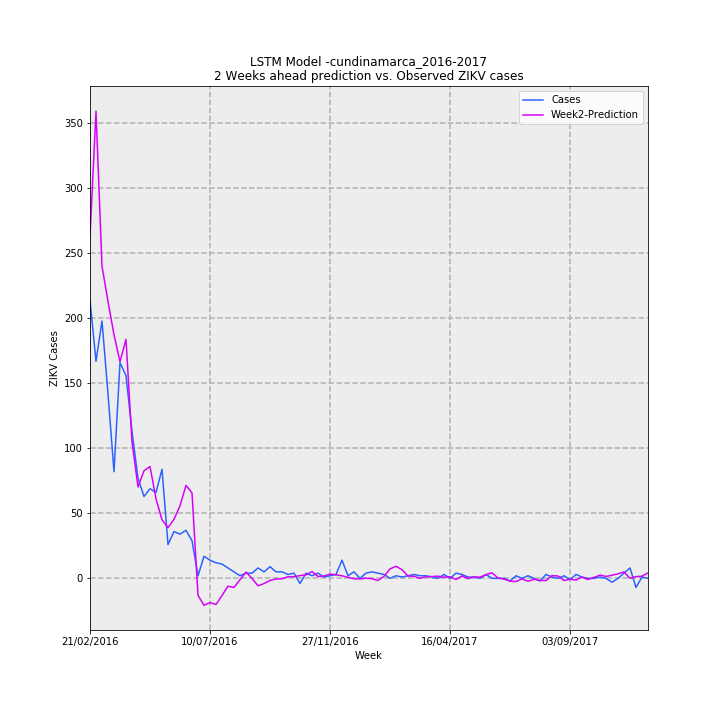 LSTM Model -cundinamarca_2016-2017
2 Weeks ahead prediction vs. Observed ZIKV cases
Cases
Week2-Prediction
350
300
250
200
150
100
50
0
ZIKV Cases
21/02/2016 10/07/2016 27/11/2016 16/04/2017 03/09/2017
Week